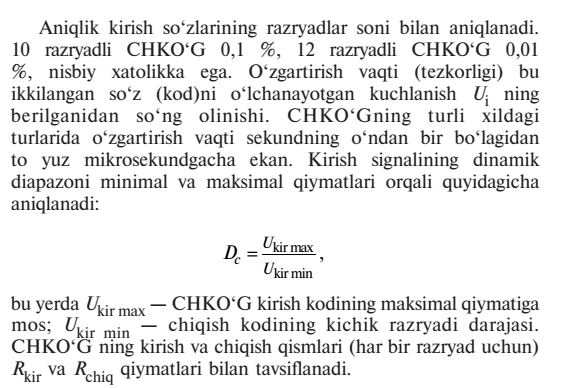 Aniqlik kirish so‘zlarining razryadlar soni bilan aniqlanadi.
10 razryadli CHKO‘G 0,1 %, 12 razryadli CHKO‘G 0,01
%, nisbiy xatolikka ega. O‘zgartirish vaqti (tezkorligi) bu
ikkilangan so‘z (kod)ni o‘lchanayotgan kuchlanish U_i ning
berilganidan so‘ng olinishi. CHKO‘Gning turli xildagi
turlarida o‘zgartirish vaqti sekundning o‘ndan bir bo‘lagidan
to yuz mikrosekundgacha ekan. Kirish signalining dinamik
diapazoni minimal va maksimal qiymatlari orqali quyidagicha
aniqlanadi:
D_c = U_kir max / U_kir min ,
bu yerda U_kir max — CHKO‘G kirish kodining maksimal qiymatiga
mos; U_kir min — chiqish kodining kichik razryadi darajasi.
CHKO‘G ning kirish va chiqish qismlari (har bir razryad uchun)
R_kir va R_chiq qiymatlari bilan tavsiflanadi.